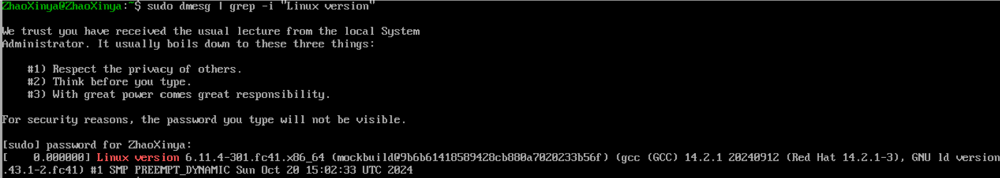 ZhaoXinya@ZhaoXinya:~$ sudo dmesg | grep -i "Linux version"
We trust you have received the usual lecture from the local System
Administrator. It usually boils down to these three things:
#1) Respect the privacy of others.
#2) Think before you type.
#3) With great power comes great responsibility.
For security reasons, the password you type will not be visible.
[sudo] password for ZhaoXinya:
[    0.000000] Linux version 6.11.4-301.fc41.x86_64 (mockbuild@9b6b61418589428cb880a7020233b56f) (gcc (GCC) 14.2.1 20240912 (Red Hat 14.2.1-3), GNU ld version
.43.1-2.fc41) #1 SMP PREEMPT_DYNAMIC Sun Oct 20 15:02:33 UTC 2024